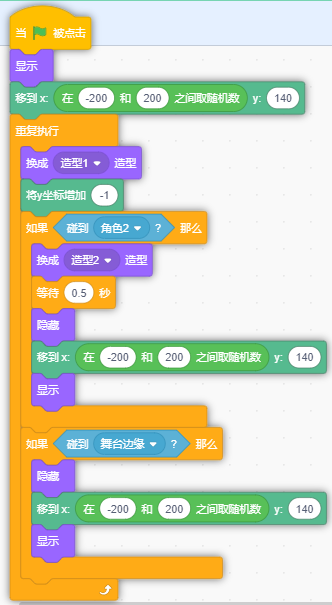 当 被点击
显示
移到 x: 在 -200 和 200 之间取随机数 y: 140
重复执行
换成 造型1 造型
将y坐标增加 -1
如果 碰到 角色2 ? 那么
换成 造型2 造型
等待 0.5 秒
隐藏
移到 x: 在 -200 和 200 之间取随机数 y: 140
显示
如果 碰到 舞台边缘 ? 那么
隐藏
移到 x: 在 -200 和 200 之间取随机数 y: 140
显示